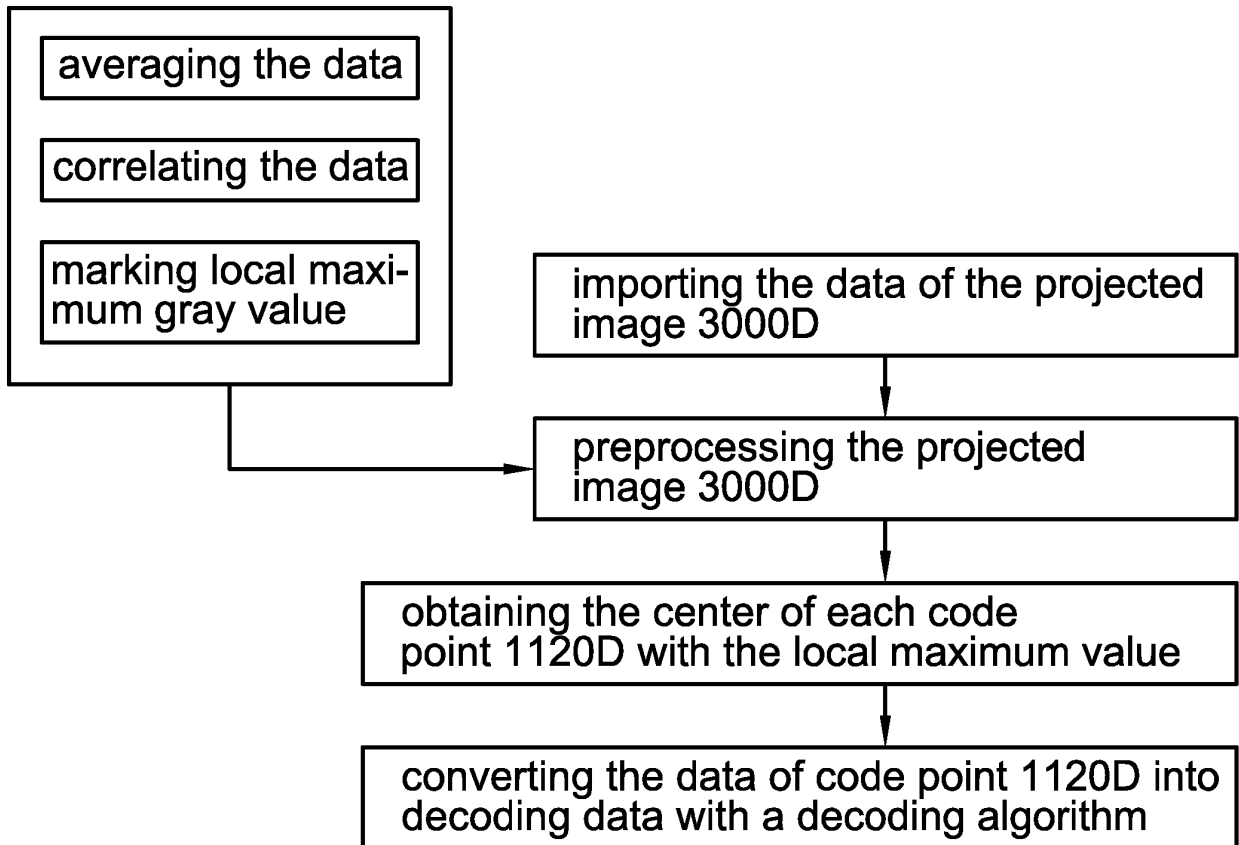 averaging the data
correlating the data
marking local maxi-
mum gray value
importing the data of the projected
image 3000D
preprocessing the projected
image 3000D
obtaining the center of each code
point 1120D with the local maximum value
converting the data of code point 1120D into
decoding data with a decoding algorithm